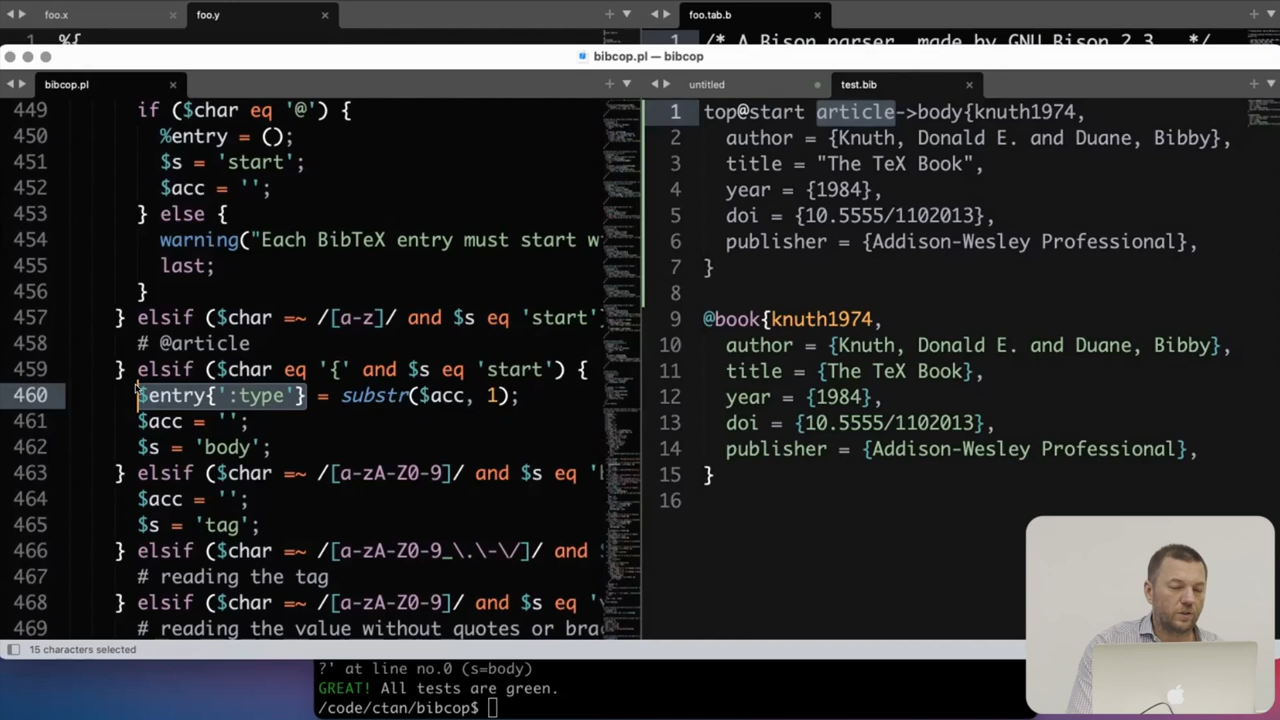 foo.x
foo.y
foo.tab.b
1 %{
1 /* A Bison parser, made by GNU Bison 2.3. */
bibcop.pl — bibcop
bibcop.pl
untitled
test.bib
449 if ($char eq '@') {
450 %entry = ();
451 $s = 'start';
452 $acc = '';
453 } else {
454 warning("Each BibTeX entry must start w
455 last;
456 }
457 } elsif ($char =~ /[a-z]/ and $s eq 'start'
458 # @article
459 } elsif ($char eq '{' and $s eq 'start') {
460 $entry{':type'} = substr($acc, 1);
461 $acc = '';
462 $s = 'body';
463 } elsif ($char =~ /[a-zA-Z0-9]/ and $s eq '
464 $acc = '';
465 $s = 'tag';
466 } elsif ($char =~ /[a-zA-Z0-9_\.\-\/]/ and
467 # reading the tag
468 } elsif ($char =~ /[a-zA-Z0-9]/ and $s eq '
469 # reading the value without quotes or bra
1 top@start article->body{knuth1974,
2 author = {Knuth, Donald E. and Duane, Bibby},
3 title = "The TeX Book",
4 year = {1984},
5 doi = {10.5555/1102013},
6 publisher = {Addison-Wesley Professional},
7 }
8
9 @book{knuth1974,
10 author = {Knuth, Donald E. and Duane, Bibby},
11 title = {The TeX Book},
12 year = {1984},
13 doi = {10.5555/1102013},
14 publisher = {Addison-Wesley Professional},
15 }
16
15 characters selected
?' at line no.0 (s=body)
GREAT! All tests are green.
/code/ctan/bibcop$